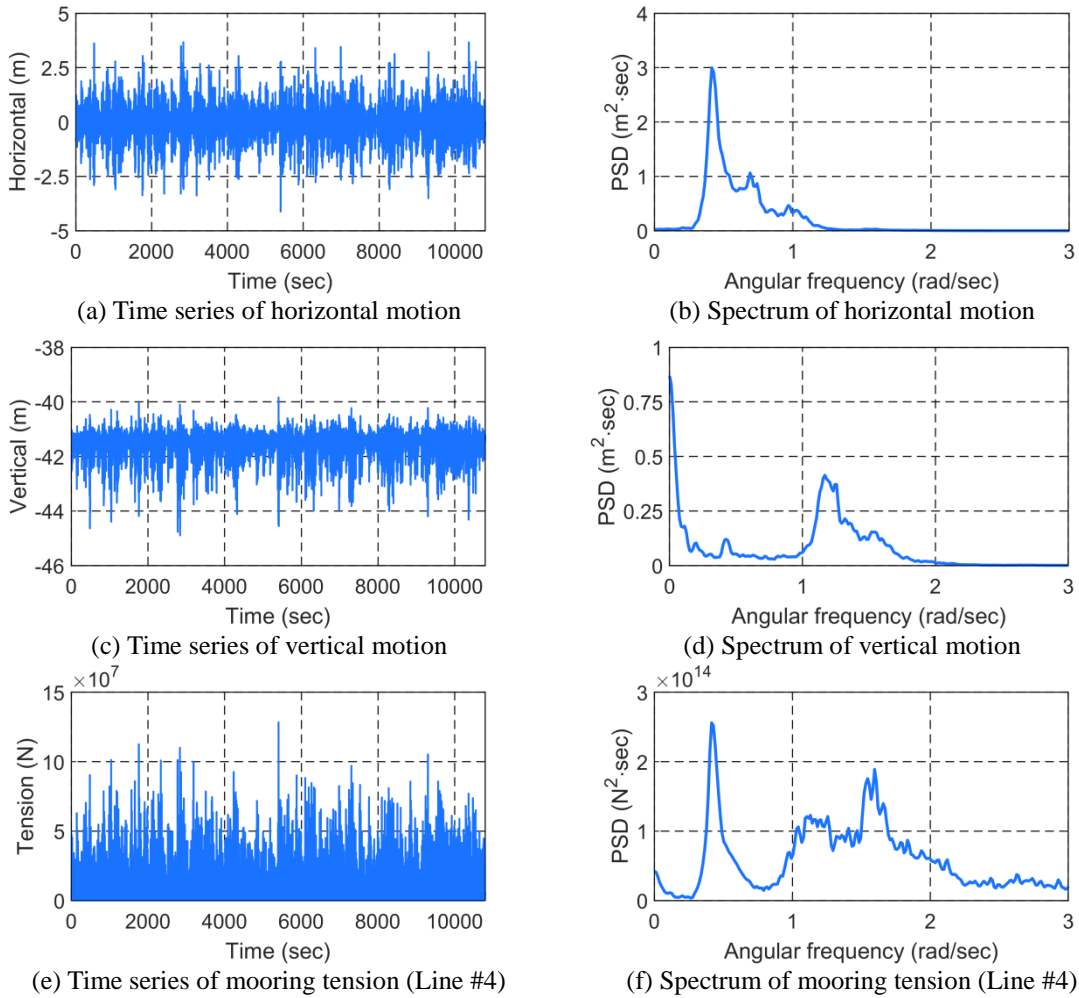 5
2.5
0
-2.5
-5
Horizontal (m)
0 2000 4000 6000 8000 10000
Time (sec)
(a) Time series of horizontal motion
4
3
2
1
0
PSD (m²·sec)
0 1 2 3
Angular frequency (rad/sec)
(b) Spectrum of horizontal motion
-38
-40
-42
-44
-46
Vertical (m)
0 2000 4000 6000 8000 10000
Time (sec)
(c) Time series of vertical motion
1
0.75
0.5
0.25
0
PSD (m²·sec)
0 1 2 3
Angular frequency (rad/sec)
(d) Spectrum of vertical motion
×10⁷
15
10
5
0
Tension (N)
0 2000 4000 6000 8000 10000
Time (sec)
(e) Time series of mooring tension (Line #4)
×10¹⁴
3
2
1
0
PSD (N²·sec)
0 1 2 3
Angular frequency (rad/sec)
(f) Spectrum of mooring tension (Line #4)